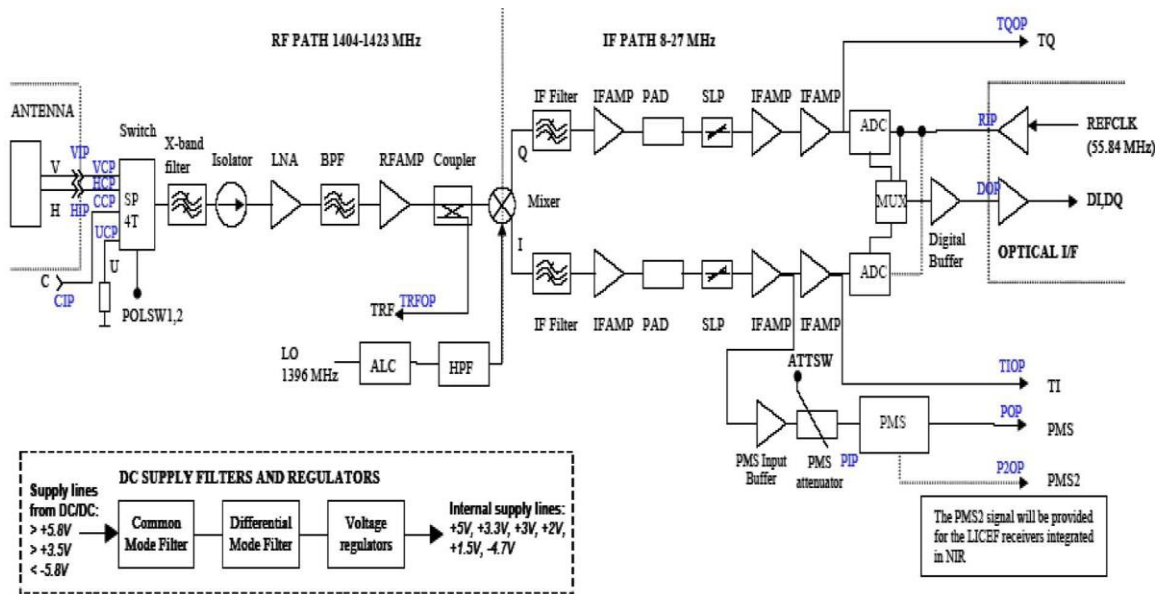 RF PATH 1404-1423 MHz
IF PATH 8-27 MHz
TQOP
TQ
ANTENNA
V
H
VIP
HIP
Switch
VCP
HCP
CCP
UCP
SP
4T
U
C
CIP
POLSW1,2
X-band
filter
Isolator
LNA
BPF
RFAMP
Coupler
Mixer
TRF
TRFOP
LO
1396 MHz
ALC
HPF
Q
IF Filter
IFAMP
PAD
SLP
IFAMP
IFAMP
ADC
I
IF Filter
IFAMP
PAD
SLP
IFAMP
IFAMP
ADC
MUX
Digital
Buffer
RIP
REFCLK
(55.84 MHz)
DOP
DI,DQ
OPTICAL I/F
ATTSW
TIOP
TI
PMS Input
Buffer
PMS
attenuator
PIP
PMS
POP
PMS
P2OP
PMS2
DC SUPPLY FILTERS AND REGULATORS
Supply lines
from DC/DC:
> +5.8V
> +3.5V
< -5.8V
Common
Mode Filter
Differential
Mode Filter
Voltage
regulators
Internal supply lines:
+5V, +3.3V, +3V, +2V,
+1.5V, -4.7V
The PMS2 signal will be provided
for the LICEF receivers integrated
in NIR